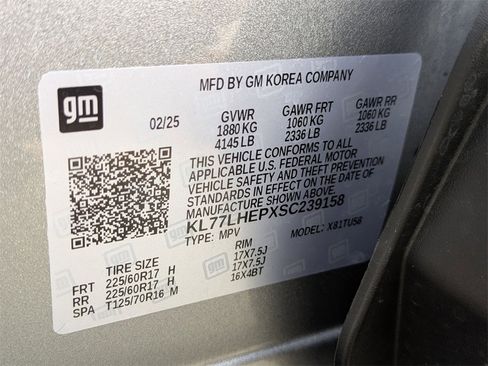 gm
MFD BY GM KOREA COMPANY
02/25 GVWR GAWR FRT GAWR RR
1880 KG 1060 KG 1060 KG
4145 LB 2336 LB 2336 LB
THIS VEHICLE CONFORMS TO ALL
APPLICABLE U.S. FEDERAL MOTOR
VEHICLE SAFETY AND THEFT PREVENTION
STANDARDS IN EFFECT ON THE DATE OF
MANUFACTURE SHOWN ABOVE.
KL77LHEPXSC239158
TYPE: MPV MODEL: X81TU58
TIRE SIZE RIM
FRT 225/60R17 H 17X7.5J
RR 225/60R17 H 17X7.5J
SPA T125/70R16 M 16X4BT